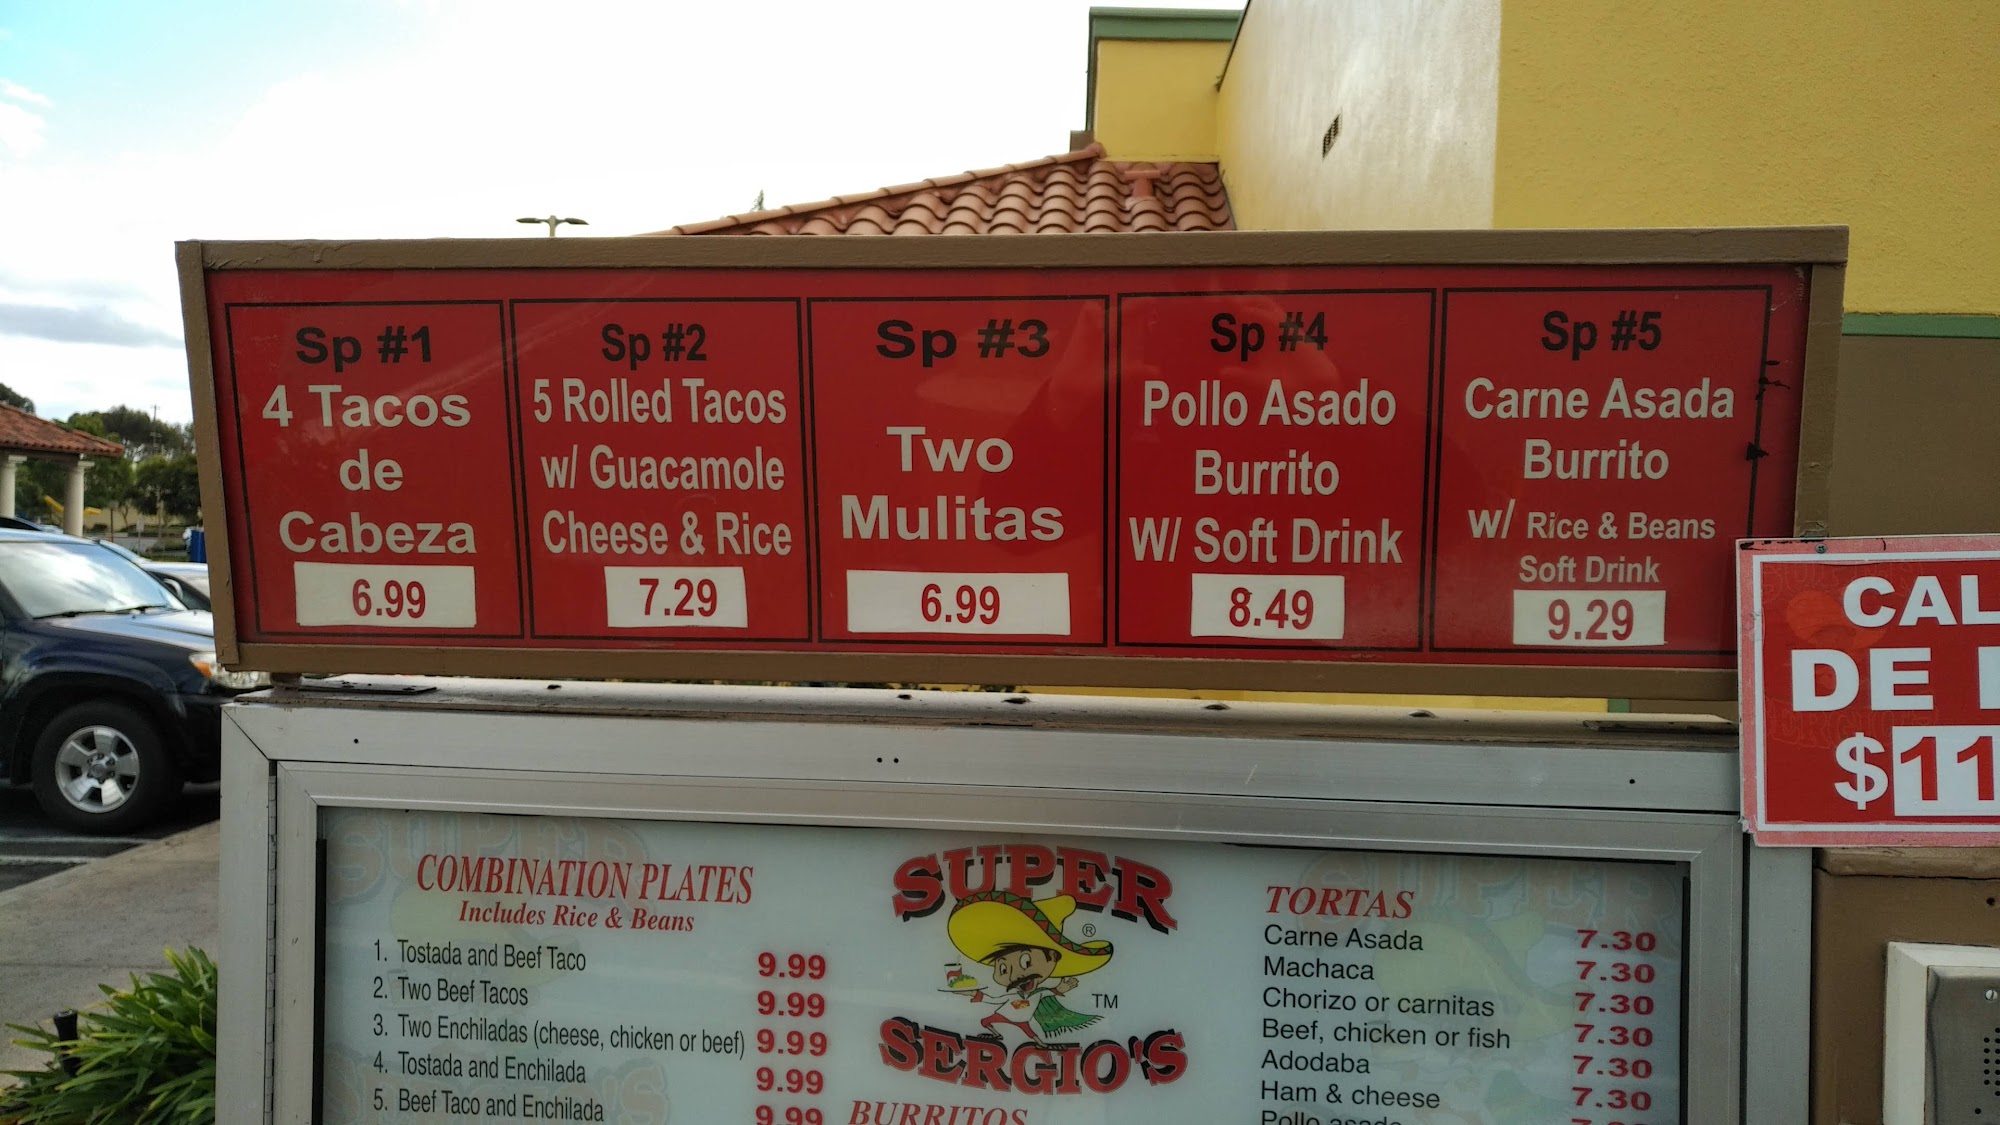 Sp #1
4 Tacos
de
Cabeza
6.99
Sp #2
5 Rolled Tacos
w/ Guacamole
Cheese & Rice
7.29
Sp #3
Two
Mulitas
6.99
Sp #4
Pollo Asado
Burrito
W/ Soft Drink
8.49
Sp #5
Carne Asada
Burrito
w/ Rice & Beans
Soft Drink
9.29
CAL
DE
$11
COMBINATION PLATES
Includes Rice & Beans
1. Tostada and Beef Taco 9.99
2. Two Beef Tacos 9.99
3. Two Enchiladas (cheese, chicken or beef) 9.99
4. Tostada and Enchilada 9.99
5. Beef Taco and Enchilada 9.99
SUPER
®
TM
SERGIO'S
BURRITOS
TORTAS
Carne Asada 7.30
Machaca 7.30
Chorizo or carnitas 7.30
Beef, chicken or fish 7.30
Adodaba 7.30
Ham & cheese 7.30
Pollo asado